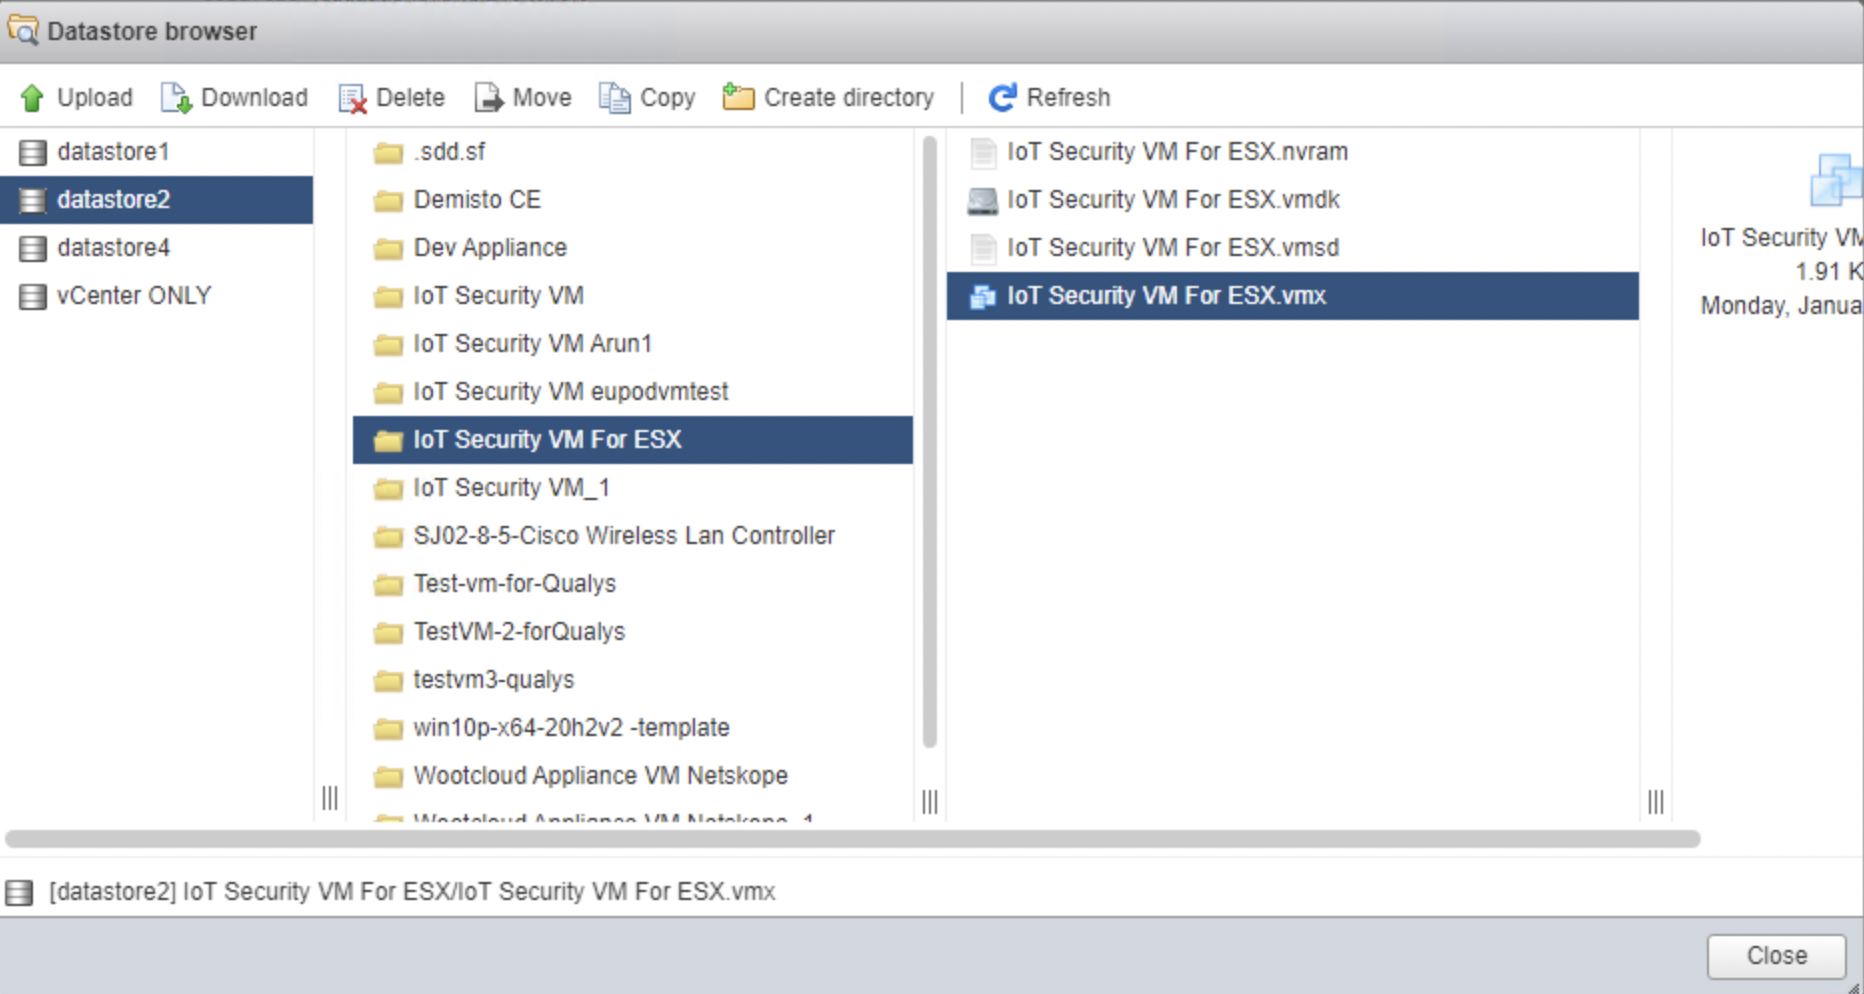 Datastore browser
Upload Download Delete Move Copy Create directory Refresh
datastore1
datastore2
datastore4
vCenter ONLY
.sdd.sf
Demisto CE
Dev Appliance
IoT Security VM
IoT Security VM Arun1
IoT Security VM eupodvmtest
IoT Security VM For ESX
IoT Security VM_1
SJ02-8-5-Cisco Wireless Lan Controller
Test-vm-for-Qualys
TestVM-2-forQualys
testvm3-qualys
win10p-x64-20h2v2 -template
Wootcloud Appliance VM Netskope
Wootcloud Appliance VM Netskope_1
IoT Security VM For ESX.nvram
IoT Security VM For ESX.vmdk
IoT Security VM For ESX.vmsd
IoT Security VM For ESX.vmx
IoT Security VM
1.91 K
Monday, Janua
[datastore2] IoT Security VM For ESX/IoT Security VM For ESX.vmx
Close